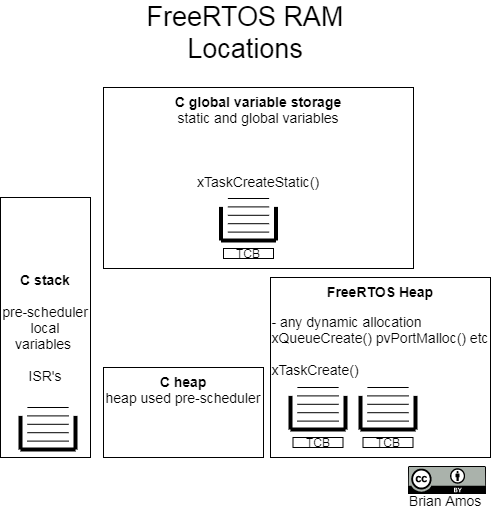 FreeRTOS RAM
Locations
C global variable storage
static and global variables
xTaskCreateStatic()
TCB
C stack
pre-scheduler
local
variables
ISR's
C heap
heap used pre-scheduler
FreeRTOS Heap
- any dynamic allocation
xQueueCreate() pvPortMalloc() etc
xTaskCreate()
TCB TCB
cc
BY
Brian Amos